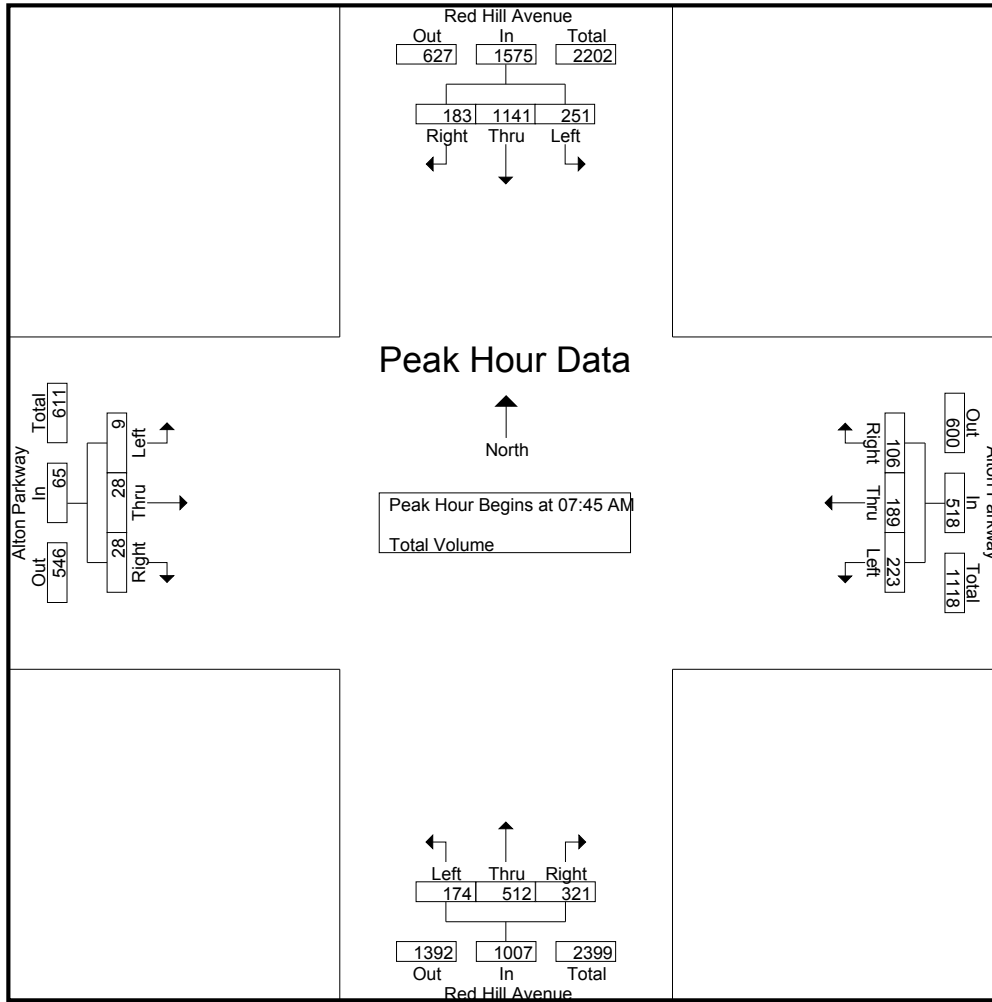 Red Hill Avenue
Out In Total
627 1575 2202
183 1141 251
Right Thru Left
Peak Hour Data
North
Peak Hour Begins at 07:45 AM
Total Volume
Alton Parkway
Total In Out
611 65 546
9 28 28
Left Thru Right
Alton Parkway
Out In Total
600 518 1118
106 189 223
Right Thru Left
Left Thru Right
174 512 321
1392 1007 2399
Out In Total
Red Hill Avenue